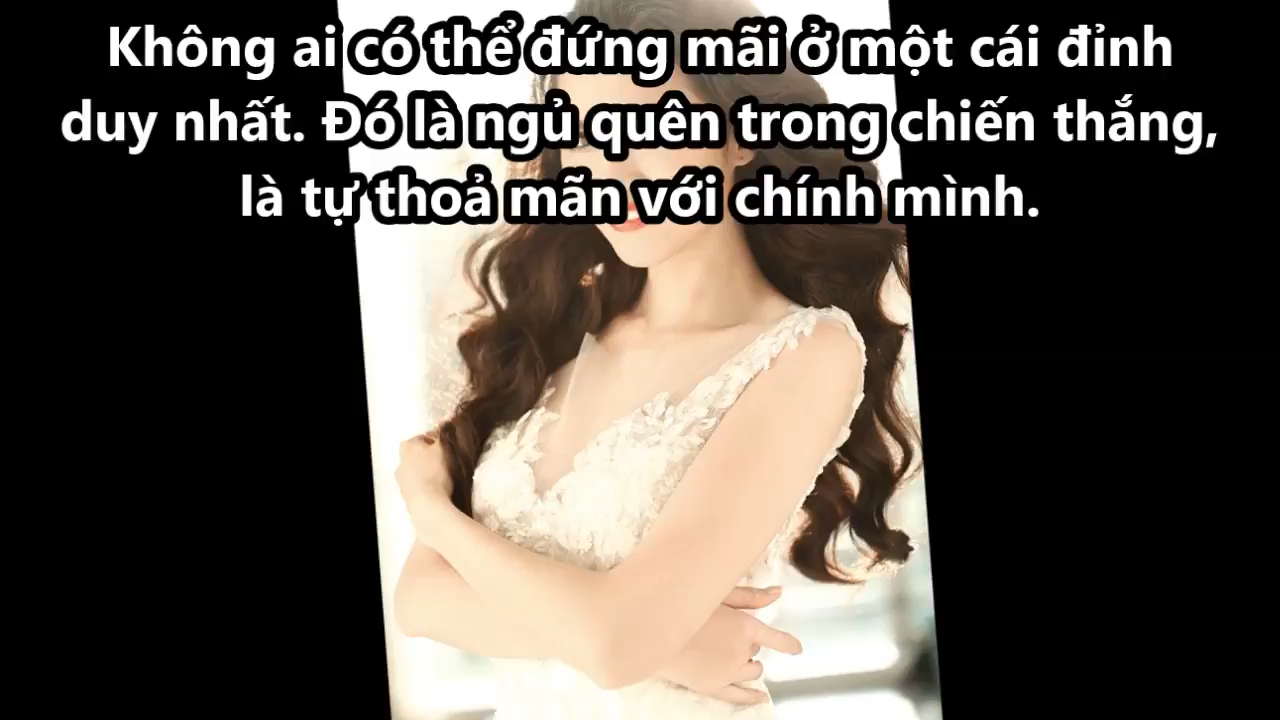 Không ai có thể đứng mãi ở một cái đỉnh
duy nhất. Đó là ngủ quên trong chiến thắng,
là tự thoả mãn với chính mình.